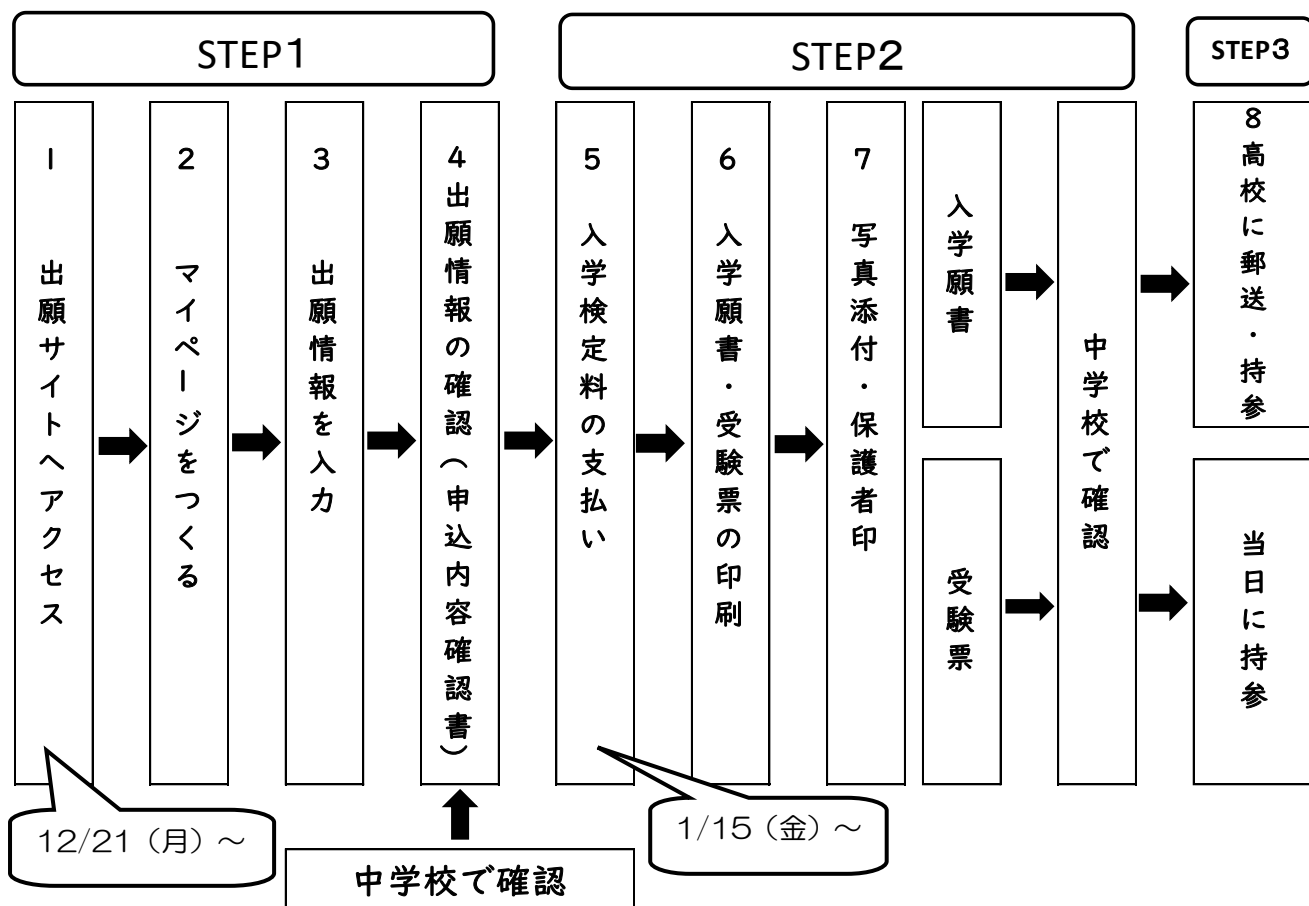 STEP1
STEP2
STEP3
1 出願サイトへアクセス
2 マイページをつくる
3 出願情報を入力
4 出願情報の確認(申込内容確認書)
5 入学検定料の支払い
6 入学願書・受験票の印刷
7 写真添付・保護者印
入学願書
受験票
中学校で確認
8 高校に郵送・持参
当日に持参
12/21(月)~
1/15(金)~
中学校で確認